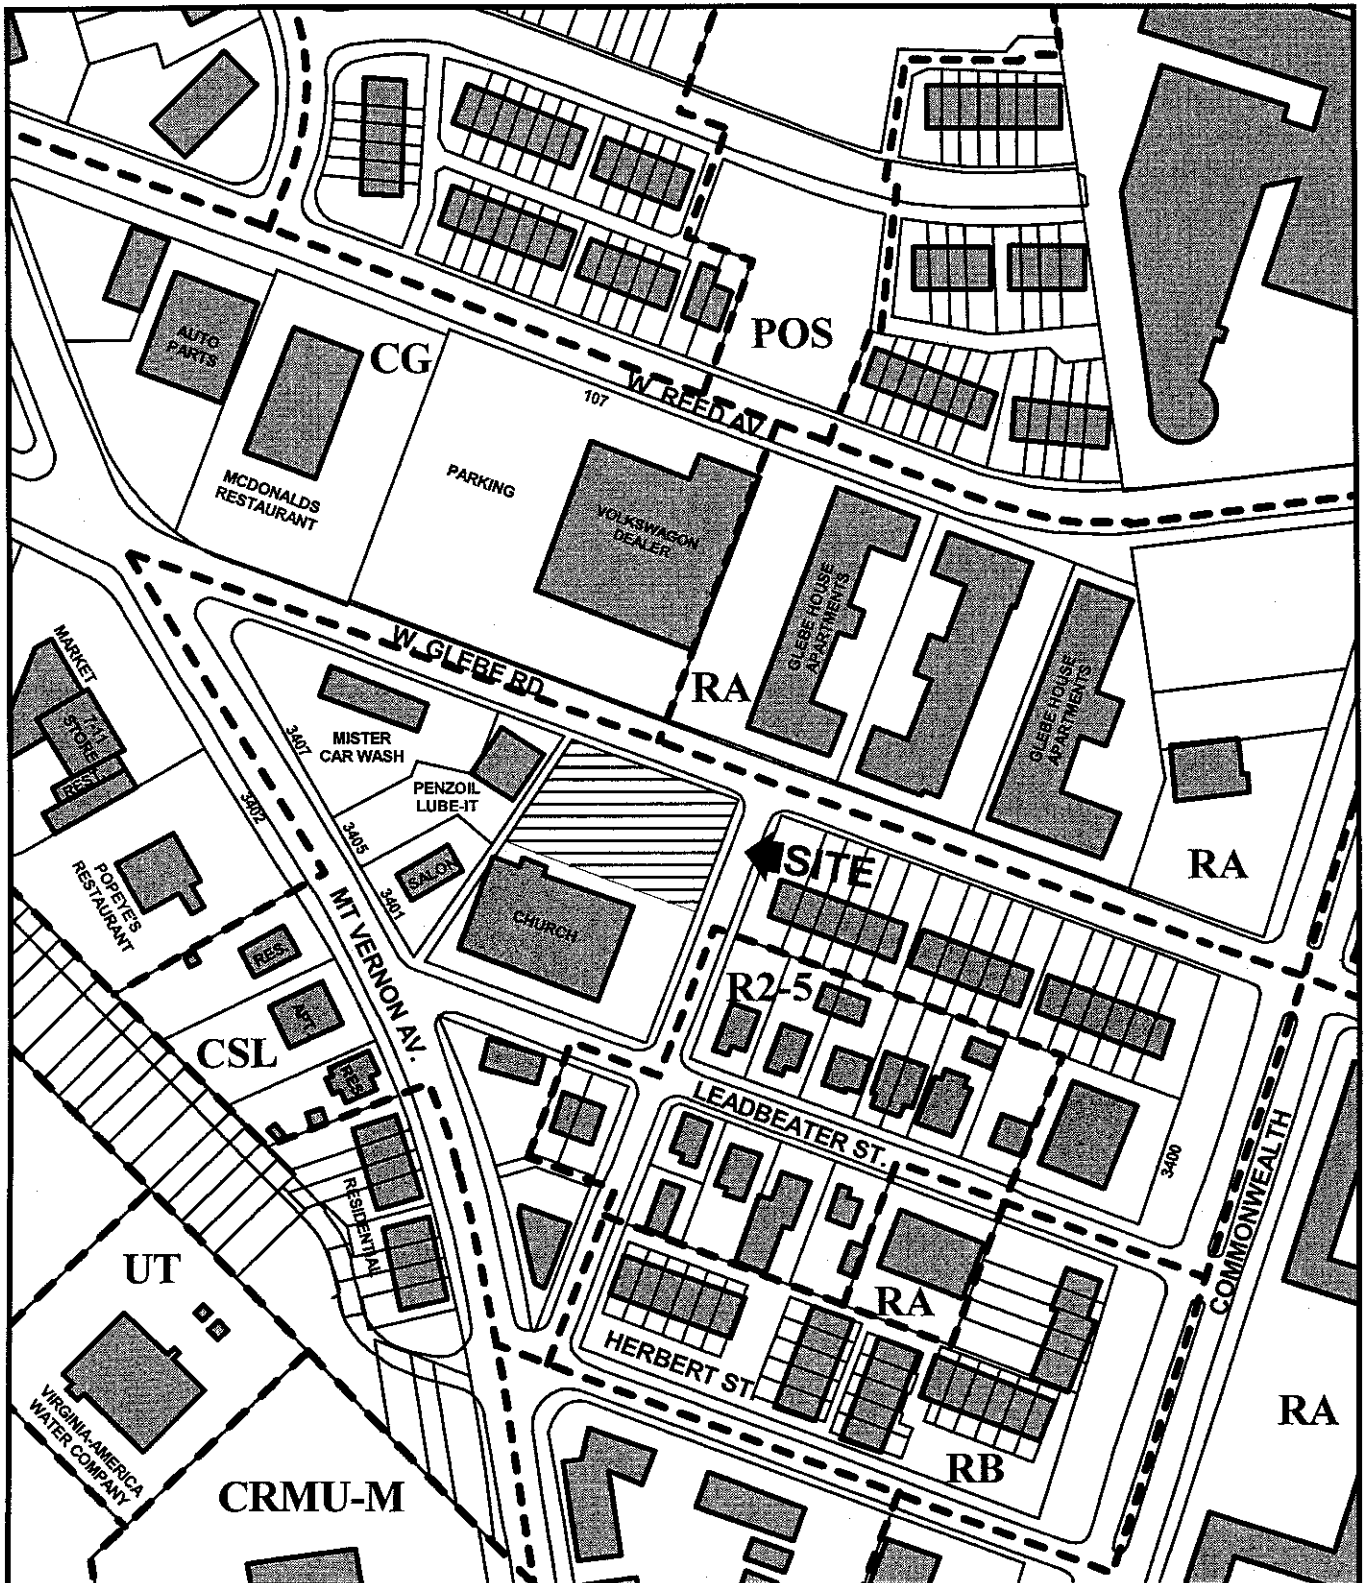 AUTO
PARTS
CG
POS
W. REED AV.
107
MCDONALDS
RESTAURANT
PARKING
VOLKSWAGON
DEALER
GLEBE HOUSE
APARTMENTS
GLEBE HOUSE
APARTMENTS
W. GLEBE RD
RA
MARKET
7-11
STORE
RES
3407
MISTER
CAR WASH
PENZOIL
LUBE-IT
3402
3405
SALON
3401
SITE
RA
POPEYE'S
RESTAURANT
CHURCH
MT VERNON AV.
RES.
R2-5
APT.
CSL
RES
LEADBEATER ST.
3400
COMMONWEALTH
RESIDENTIAL
UT
RA
HERBERT ST.
VIRGINIA-AMERICA
WATER COMPANY
RA
RB
CRMU-M